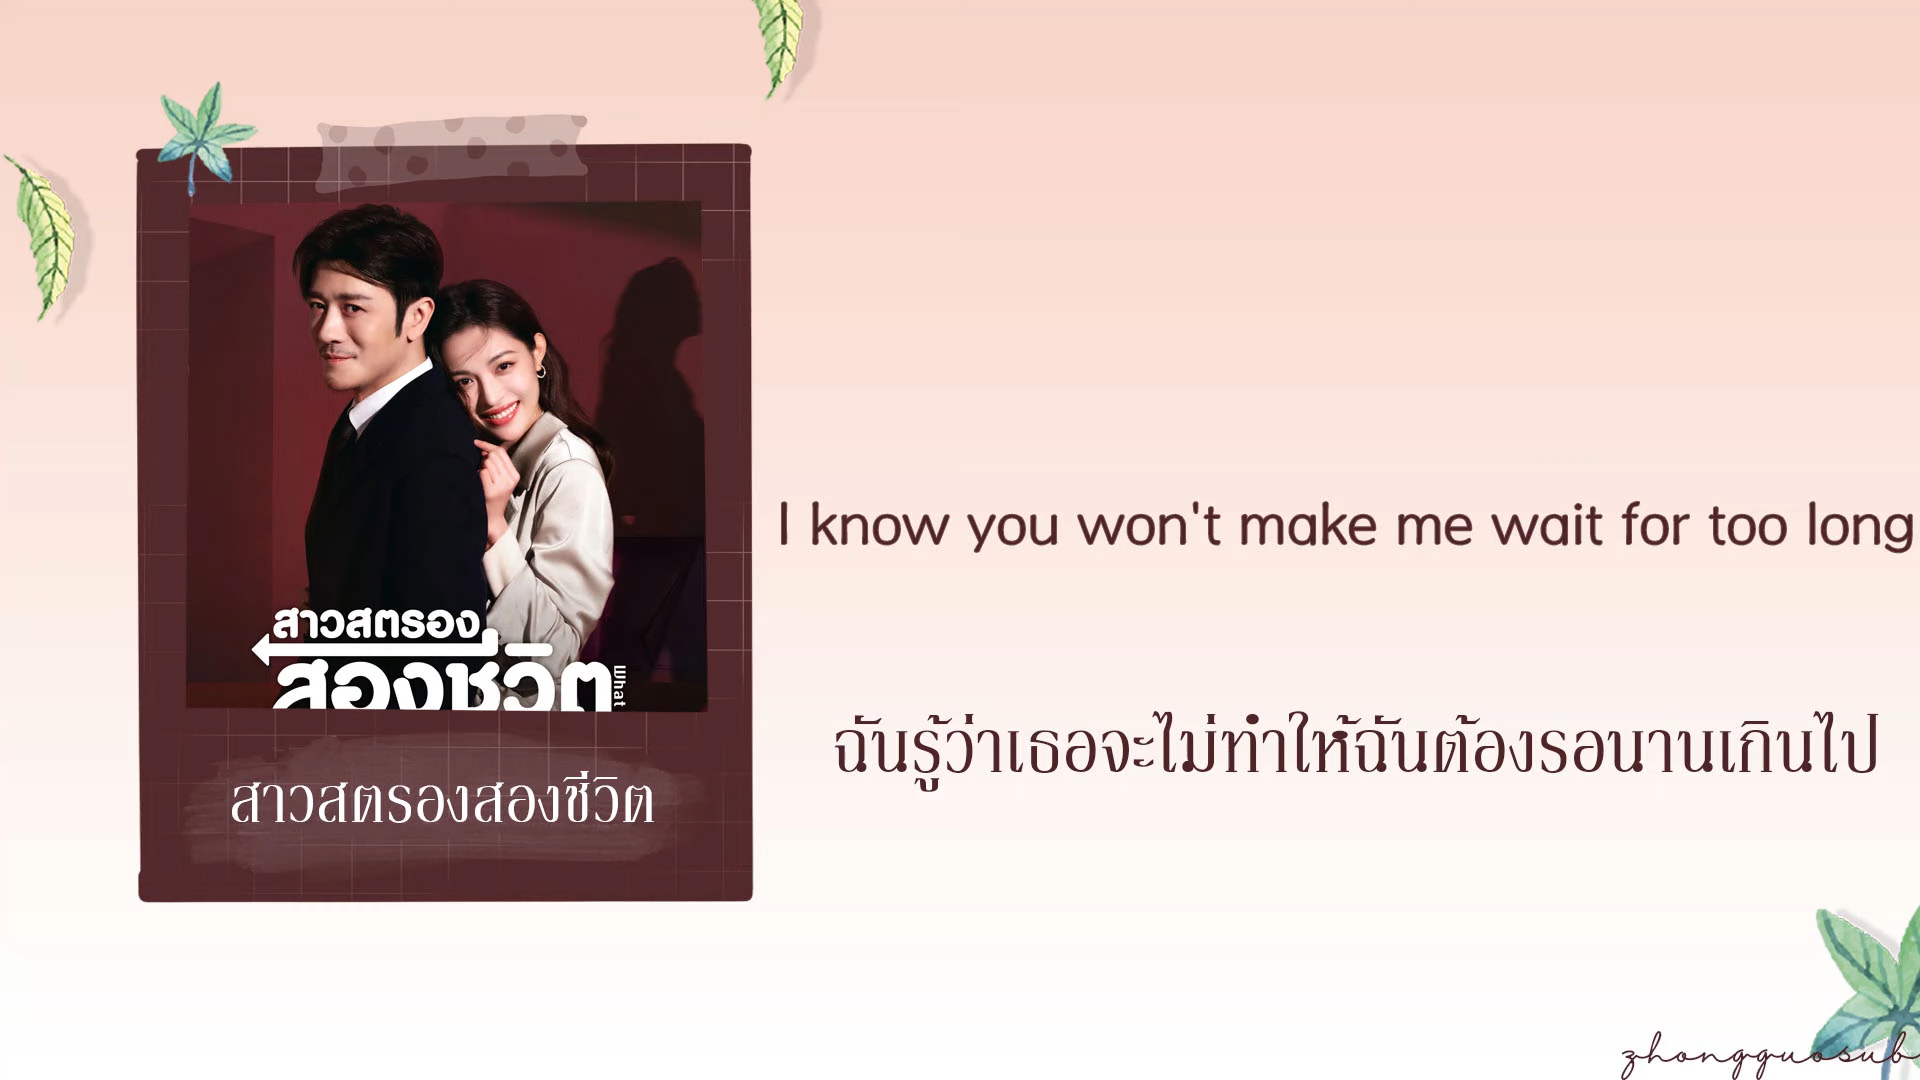 สาวสตรอง
สองชีวิต
What
สาวสตรองสองชีวิต
I know you won't make me wait for too long
ฉันรู้ว่าเธอจะไม่ทำให้ฉันต้องรอนานเกินไป
zhongguosub